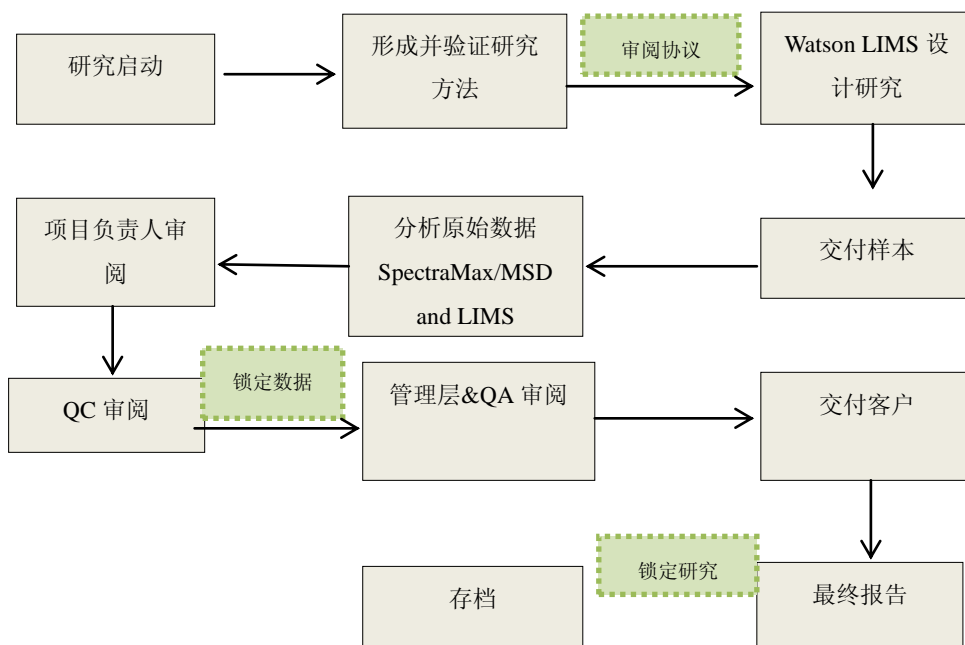 研究启动
形成并验证研究
方法
审阅协议
Watson LIMS 设
计研究
项目负责人审
阅
分析原始数据
SpectraMax/MSD
and LIMS
交付样本
QC 审阅
锁定数据
管理层&QA 审阅
交付客户
存档
锁定研究
最终报告